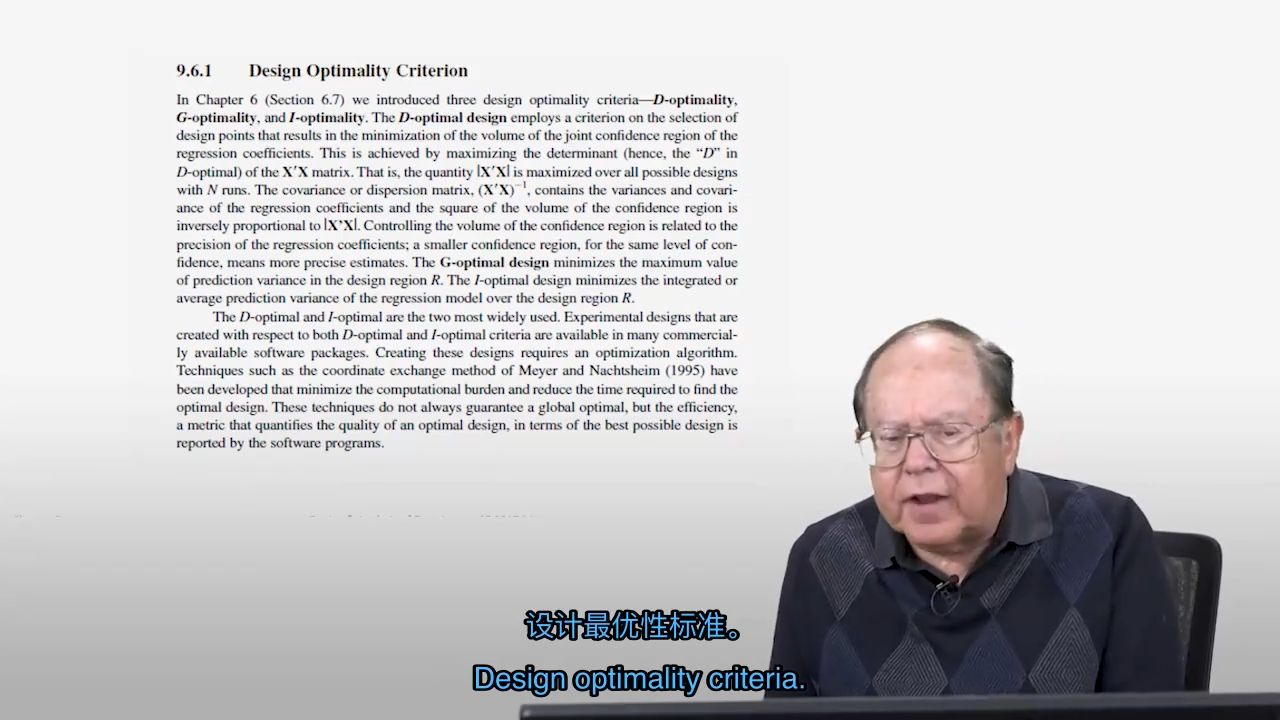 9.6.1 Design Optimality Criterion
In Chapter 6 (Section 6.7) we introduced three design optimality criteria—D-optimality,
G-optimality, and I-optimality. The D-optimal design employs a criterion on the selection of
design points that results in the minimization of the volume of the joint confidence region of the
regression coefficients. This is achieved by maximizing the determinant (hence, the “D” in
D-optimal) of the X′X matrix. That is, the quantity |X′X| is maximized over all possible designs
with N runs. The covariance or dispersion matrix, (X′X)⁻¹, contains the variances and covari-
ance of the regression coefficients and the square of the volume of the confidence region is
inversely proportional to |X’X|. Controlling the volume of the confidence region is related to the
precision of the regression coefficients; a smaller confidence region, for the same level of con-
fidence, means more precise estimates. The G-optimal design minimizes the maximum value
of prediction variance in the design region R. The I-optimal design minimizes the integrated or
average prediction variance of the regression model over the design region R.
The D-optimal and I-optimal are the two most widely used. Experimental designs that are
created with respect to both D-optimal and I-optimal criteria are available in many commercial-
ly available software packages. Creating these designs requires an optimization algorithm.
Techniques such as the coordinate exchange method of Meyer and Nachtsheim (1995) have
been developed that minimize the computational burden and reduce the time required to find the
optimal design. These techniques do not always guarantee a global optimal, but the efficiency,
a metric that quantifies the quality of an optimal design, in terms of the best possible design is
reported by the software programs.
设计最优性标准。
Design optimality criteria.